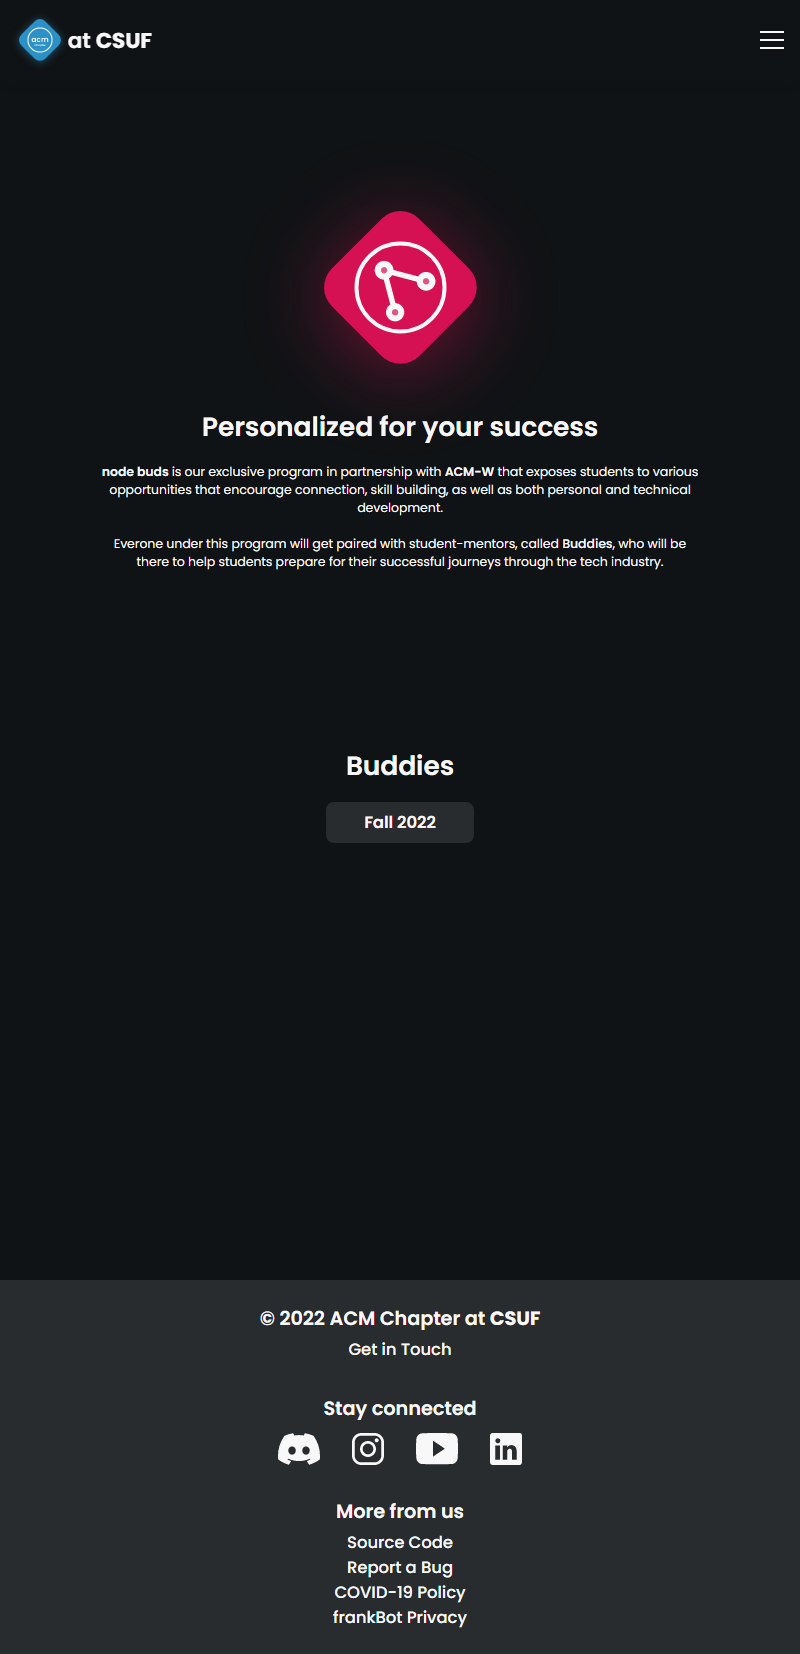 acm
at CSUF
Personalized for your success
node buds is our exclusive program in partnership with ACM-W that exposes students to various
opportunities that encourage connection, skill building, as well as both personal and technical
development.
Everone under this program will get paired with student-mentors, called Buddies, who will be
there to help students prepare for their successful journeys through the tech industry.
Buddies
Fall 2022
© 2022 ACM Chapter at CSUF
Get in Touch
Stay connected
in
More from us
Source Code
Report a Bug
COVID-19 Policy
frankBot Privacy